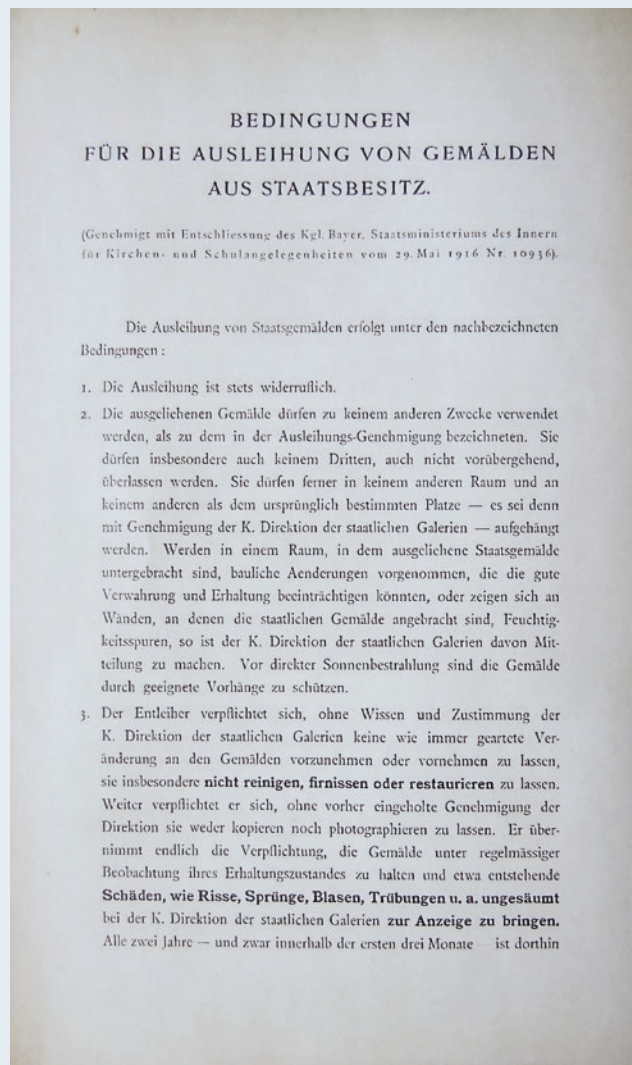 BEDINGUNGEN
FÜR DIE AUSLEIHUNG VON GEMÄLDEN
AUS STAATSBESITZ.
(Genehmigt mit Entschliessung des Kgl. Bayer. Staatsministeriums des Innern
für Kirchen- und Schulangelegenheiten vom 29. Mai 1916 Nr. 10936).
Die Ausleihung von Staatsgemälden erfolgt unter den nachbezeichneten
Bedingungen :
1. Die Ausleihung ist stets widerruflich.
2. Die ausgeliehenen Gemälde dürfen zu keinem anderen Zwecke verwendet
werden, als zu dem in der Ausleihungs-Genehmigung bezeichneten. Sie
dürfen insbesondere auch keinem Dritten, auch nicht vorübergehend,
überlassen werden. Sie dürfen ferner in keinem anderen Raum und an
keinem anderen als dem ursprünglich bestimmten Platze — es sei denn
mit Genehmigung der K. Direktion der staatlichen Galerien — aufgehängt
werden. Werden in einem Raum, in dem ausgeliehene Staatsgemälde
untergebracht sind, bauliche Aenderungen vorgenommen, die die gute
Verwahrung und Erhaltung beeinträchtigen könnten, oder zeigen sich an
Wänden, an denen die staatlichen Gemälde angebracht sind, Feuchtig-
keitsspuren, so ist der K. Direktion der staatlichen Galerien davon Mit-
teilung zu machen. Vor direkter Sonnenbestrahlung sind die Gemälde
durch geeignete Vorhänge zu schützen.
3. Der Entleiher verpflichtet sich, ohne Wissen und Zustimmung der
K. Direktion der staatlichen Galerien keine wie immer geartete Ver-
änderung an den Gemälden vorzunehmen oder vornehmen zu lassen,
sie insbesondere nicht reinigen, firnissen oder restaurieren zu lassen.
Weiter verpflichtet er sich, ohne vorher eingeholte Genehmigung der
Direktion sie weder kopieren noch photographieren zu lassen. Er über-
nimmt endlich die Verpflichtung, die Gemälde unter regelmässiger
Beobachtung ihres Erhaltungszustandes zu halten und etwa entstehende
Schäden, wie Risse, Sprünge, Blasen, Trübungen u. a. ungesäumt
bei der K. Direktion der staatlichen Galerien zur Anzeige zu bringen.
Alle zwei Jahre — und zwar innerhalb der ersten drei Monate ist dorthin